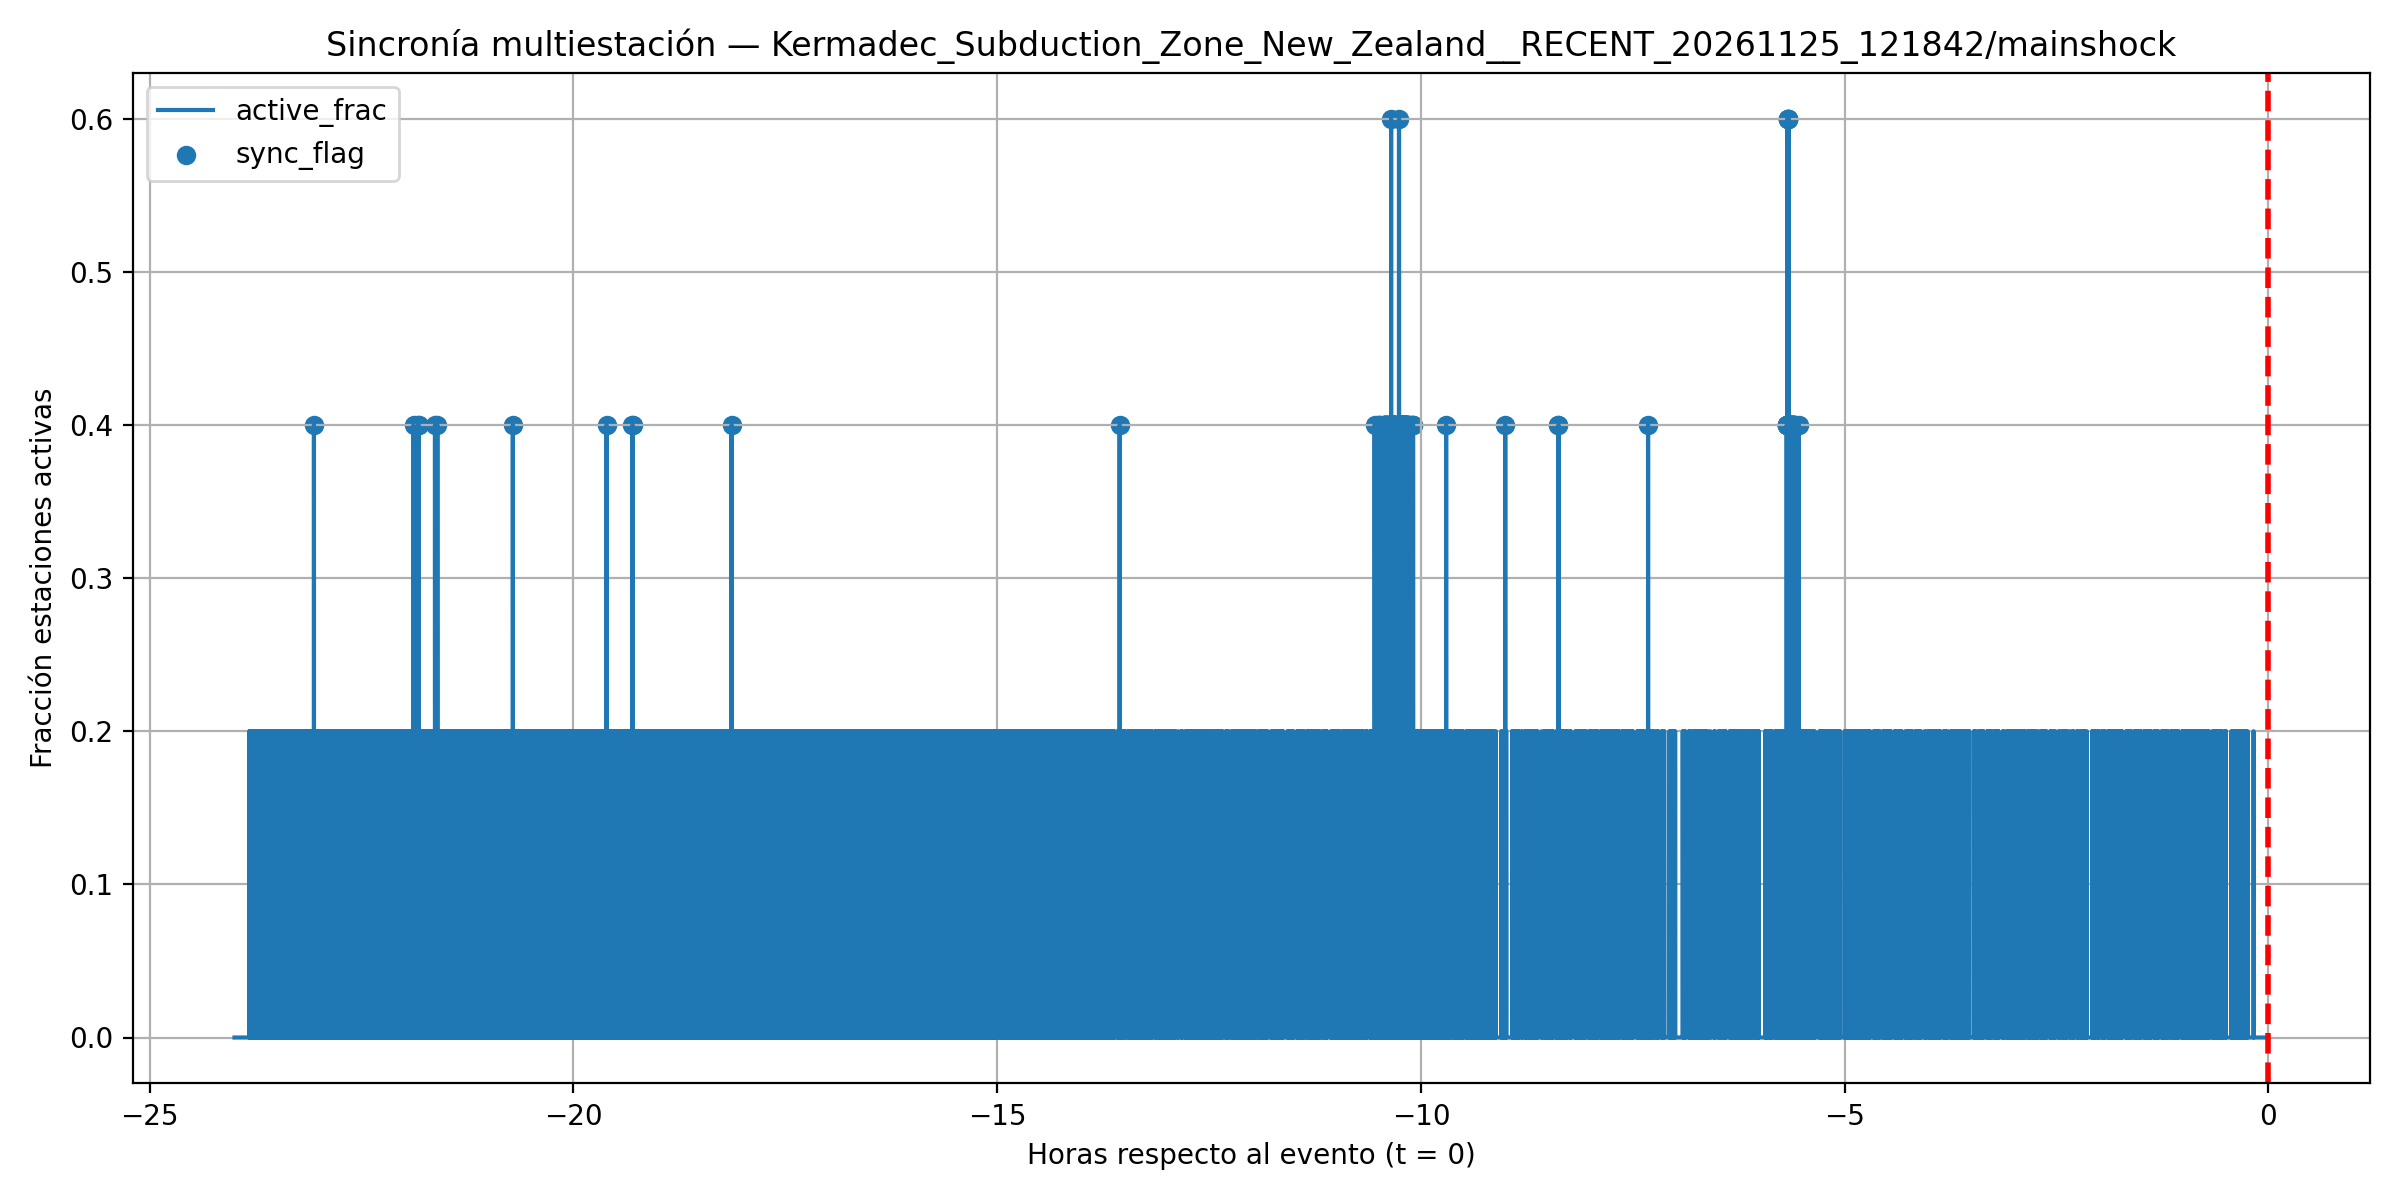 Sincronía multiestación — Kermadec_Subduction_Zone_New_Zealand__RECENT_20261125_121842/mainshock
active_frac
sync_flag
0.6
0.5
0.4
0.3
0.2
0.1
0.0
Fracción estaciones activas
−25
−20
−15
−10
−5
0
Horas respecto al evento (t = 0)